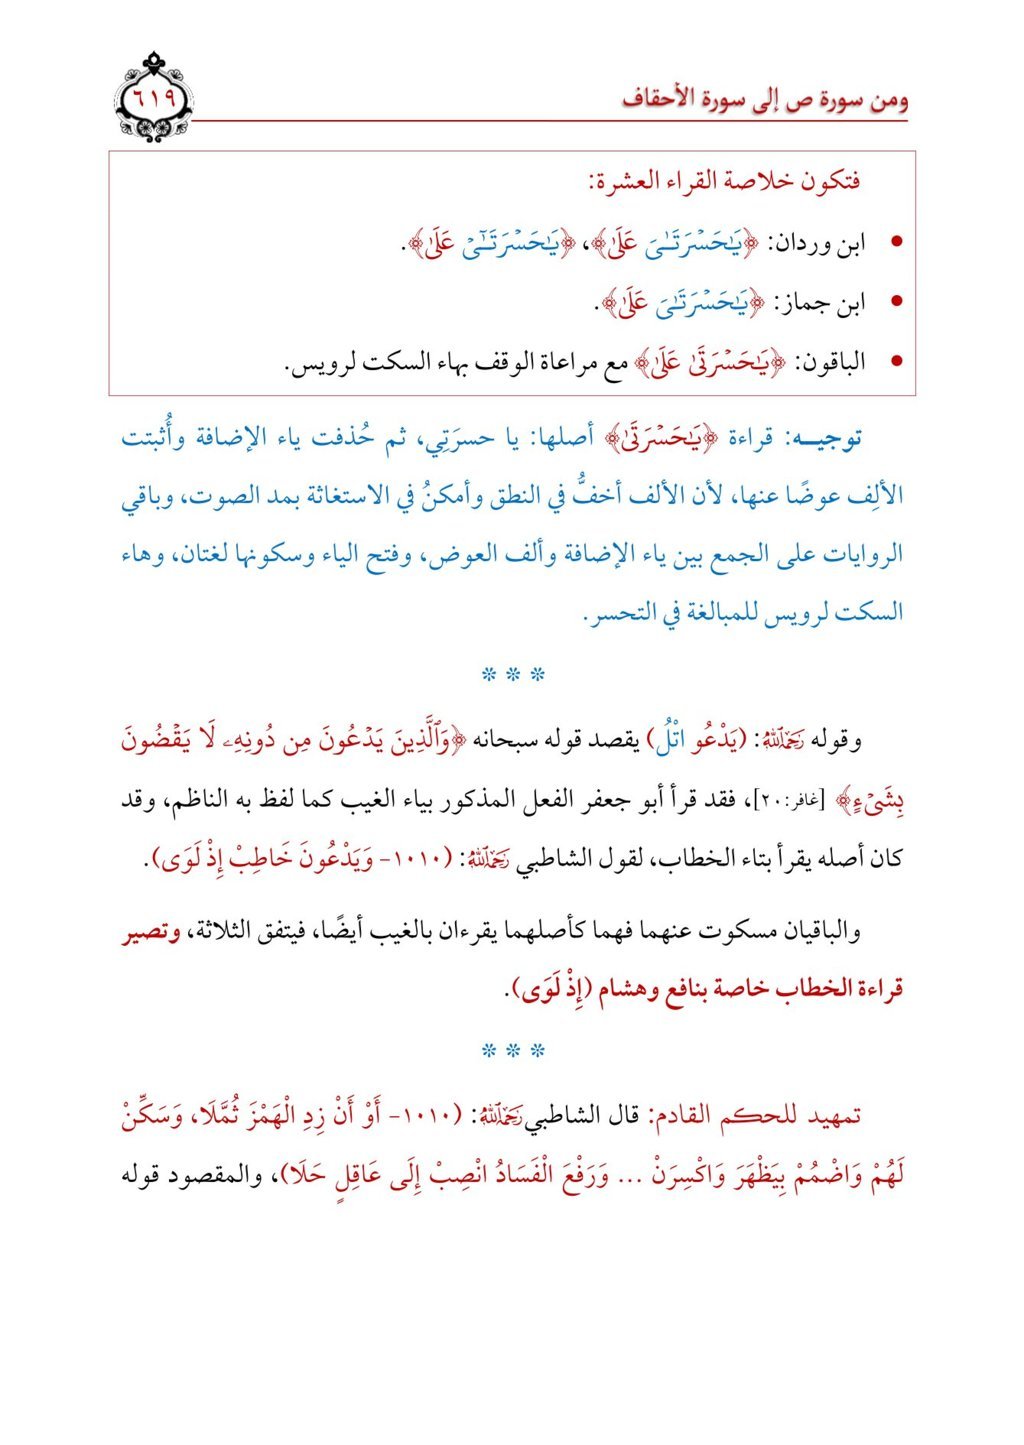 ومن سورة ص إلى سورة الأحقاف
٦١٩
فتكون خلاصة القراء العشرة:
• ابن وردان: ﴿يَٰحَسۡرَتَـٰىَ عَلَىٰ﴾، ﴿يَٰحَسۡرَتَـٰٓىۡ عَلَىٰ﴾.
• ابن جماز: ﴿يَٰحَسۡرَتَـٰىَ عَلَىٰ﴾.
• الباقون: ﴿يَٰحَسۡرَتَىٰ عَلَىٰ﴾ مع مراعاة الوقف بهاء السكت لرويس.
توجيــه: قراءة ﴿يَٰحَسۡرَتَىٰ﴾ أصلها: يا حسرَتِي، ثم حُذفت ياء الإضافة وأُثبتت
الألِف عوضًا عنها، لأن الألف أخفُّ في النطق وأمكنُ في الاستغاثة بمد الصوت، وباقي
الروايات على الجمع بين ياء الإضافة وألف العوض، وفتح الياء وسكونها لغتان، وهاء
السكت لرويس للمبالغة في التحسر.
* * *
وقوله رَحِمَهُ ٱللَّهُ: (يَدْعُو اتْلُ) يقصد قوله سبحانه ﴿وَٱلَّذِينَ يَدۡعُونَ مِن دُونِهِۦ لَا يَقۡضُونَ
بِشَيۡءٍ﴾ [غافر:٢٠]، فقد قرأ أبو جعفر الفعل المذكور بياء الغيب كما لفظ به الناظم، وقد
كان أصله يقرأ بتاء الخطاب، لقول الشاطبي رَحِمَهُ ٱللَّهُ: (١٠١٠- وَيَدْعُونَ خَاطِبْ إِذْ لَوَى).
والباقيان مسكوت عنهما فهما كأصلهما يقرءان بالغيب أيضًا، فيتفق الثلاثة، وتصير
قراءة الخطاب خاصة بنافع وهشام (إِذْ لَوَى).
* * *
تمهيد للحكم القادم: قال الشاطبي رَحِمَهُ ٱللَّهُ: (١٠١٠- أَوْ أَنْ زِدِ الْهَمْزَ ثُمَّلَا، وَسَكِّنْ
لَهُمْ وَاضْمُمْ بِيَظْهَرَ وَاكْسِرَنْ ... وَرَفْعَ الْفَسَادُ انْصِبْ إِلَى عَاقِلٍ حَلَا)، والمقصود قوله